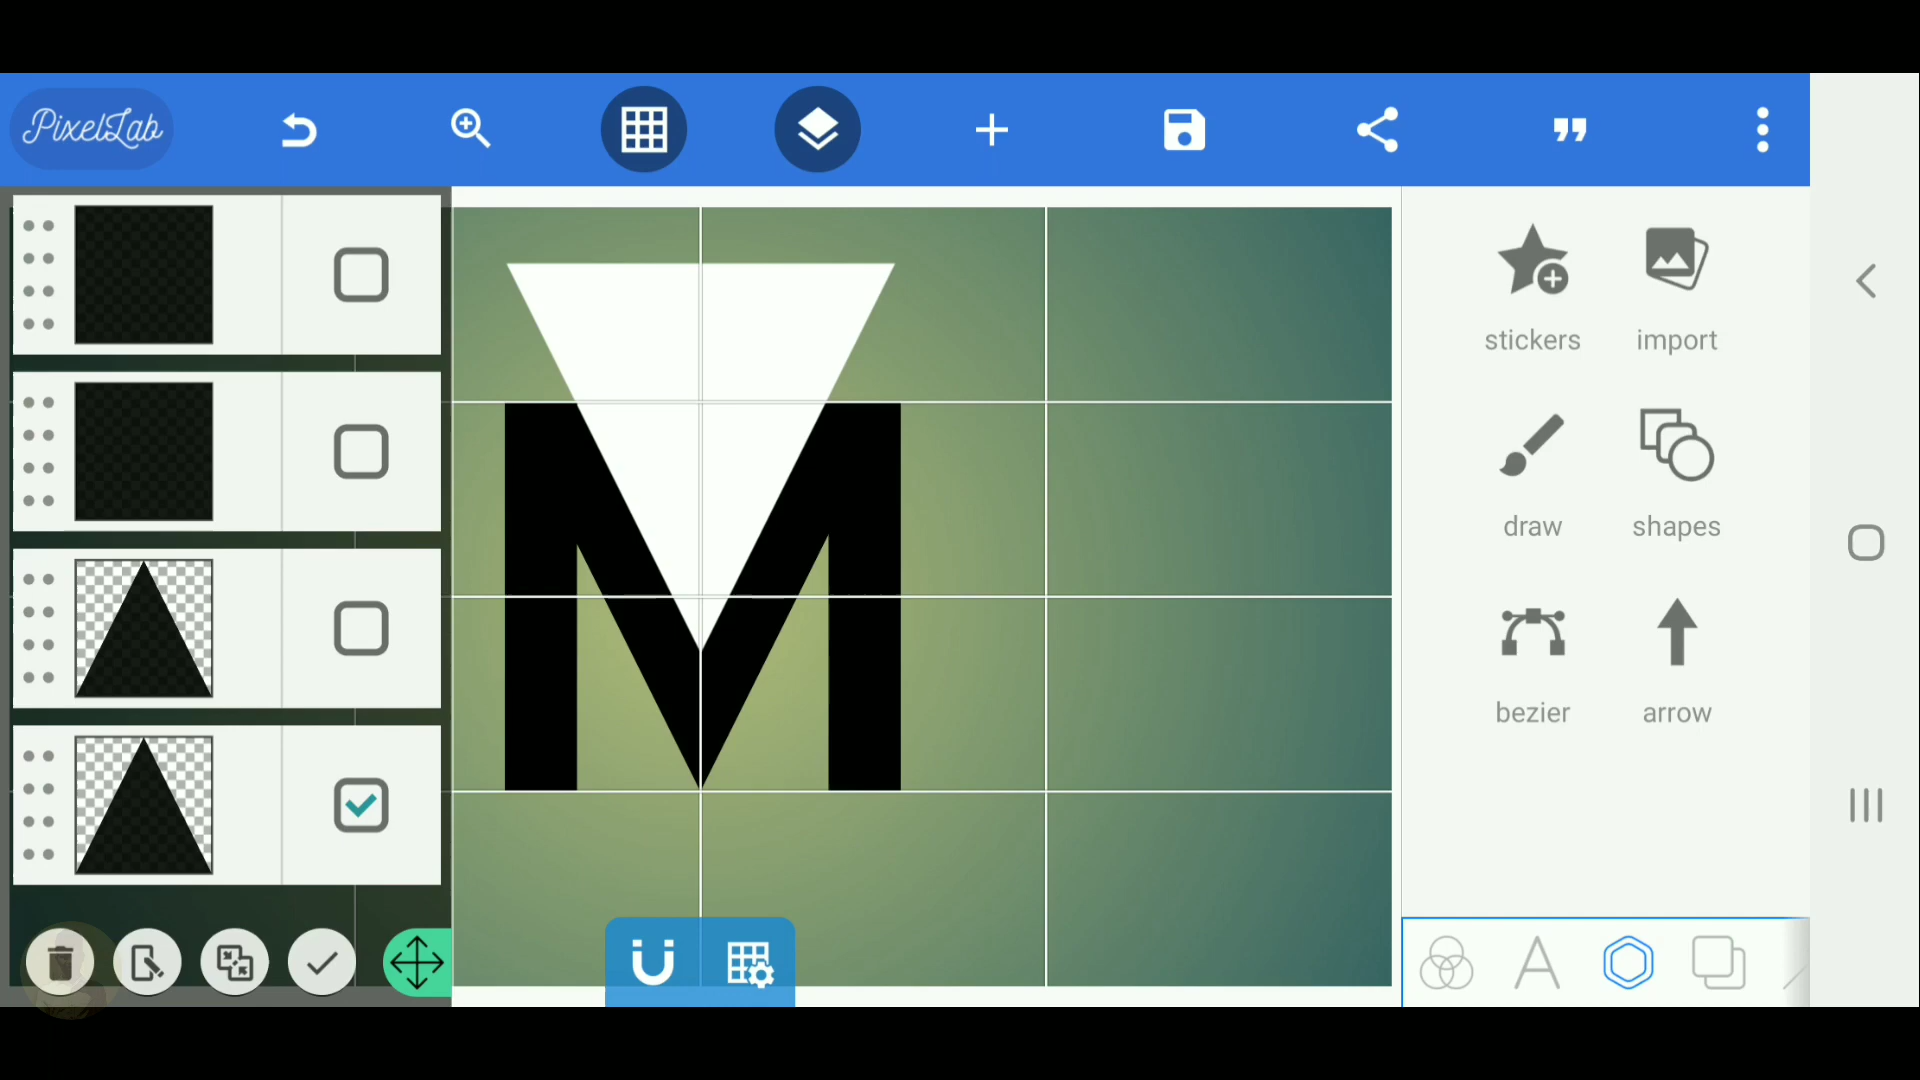 PixelLab
M
stickers
import
draw
shapes
bezier
arrow